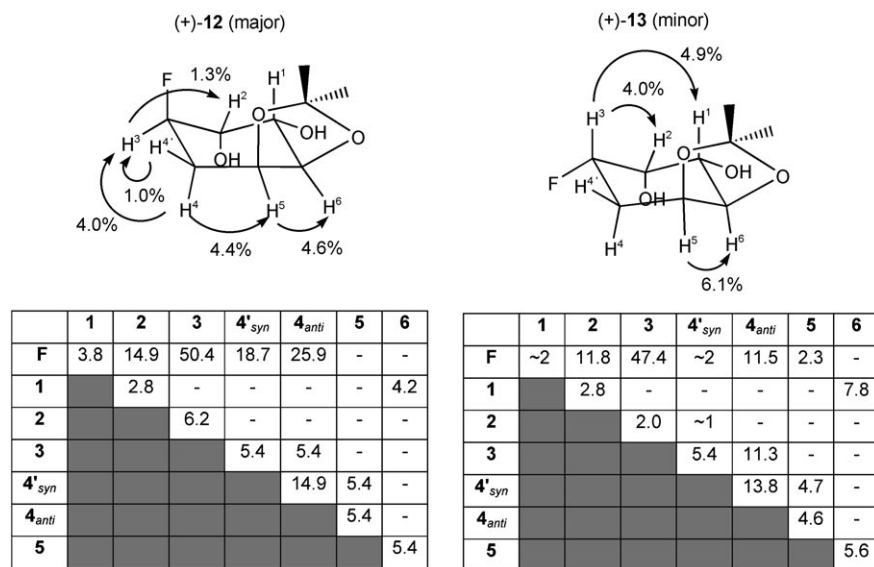 (+)-12 (major)
(+)-13 (minor)
F
1.3%
H¹
H²
O
O
OH
H³
H⁴'
OH
1.0%
4.0%
H⁴
H⁵
H⁶
4.4%
4.6%
4.9%
4.0%
H³
H¹
H²
O
OH
O
F
H⁴'
OH
H⁴
H⁵
H⁶
6.1%
1 2 3 4'syn 4anti 5 6
F 3.8 14.9 50.4 18.7 25.9 - -
1 2.8 - - - - 4.2
2 6.2 - - - -
3 5.4 5.4 - -
4'syn 14.9 5.4 -
4anti 5.4 -
5 5.4
1 2 3 4'syn 4anti 5 6
F ~2 11.8 47.4 ~2 11.5 2.3 -
1 2.8 - - - - 7.8
2 2.0 ~1 - - -
3 5.4 11.3 - -
4'syn 13.8 4.7 -
4anti 4.6 -
5 5.6